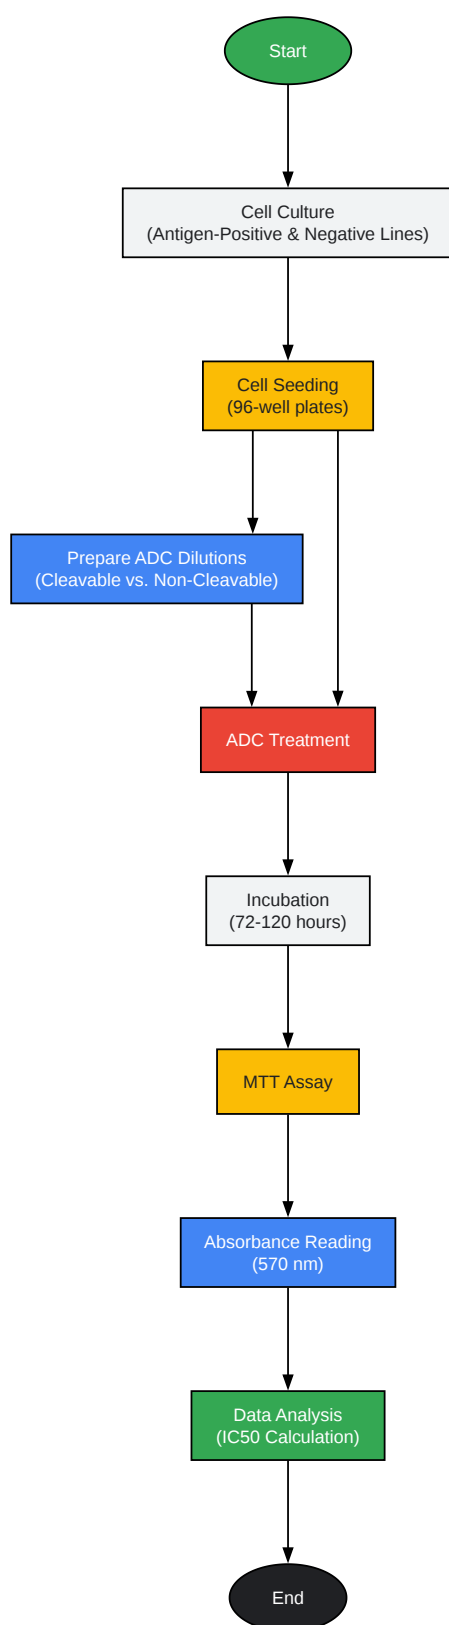 Start
Cell Culture
(Antigen-Positive & Negative Lines)
Cell Seeding
(96-well plates)
Prepare ADC Dilutions
(Cleavable vs. Non-Cleavable)
ADC Treatment
Incubation
(72-120 hours)
MTT Assay
Absorbance Reading
(570 nm)
Data Analysis
(IC50 Calculation)
End